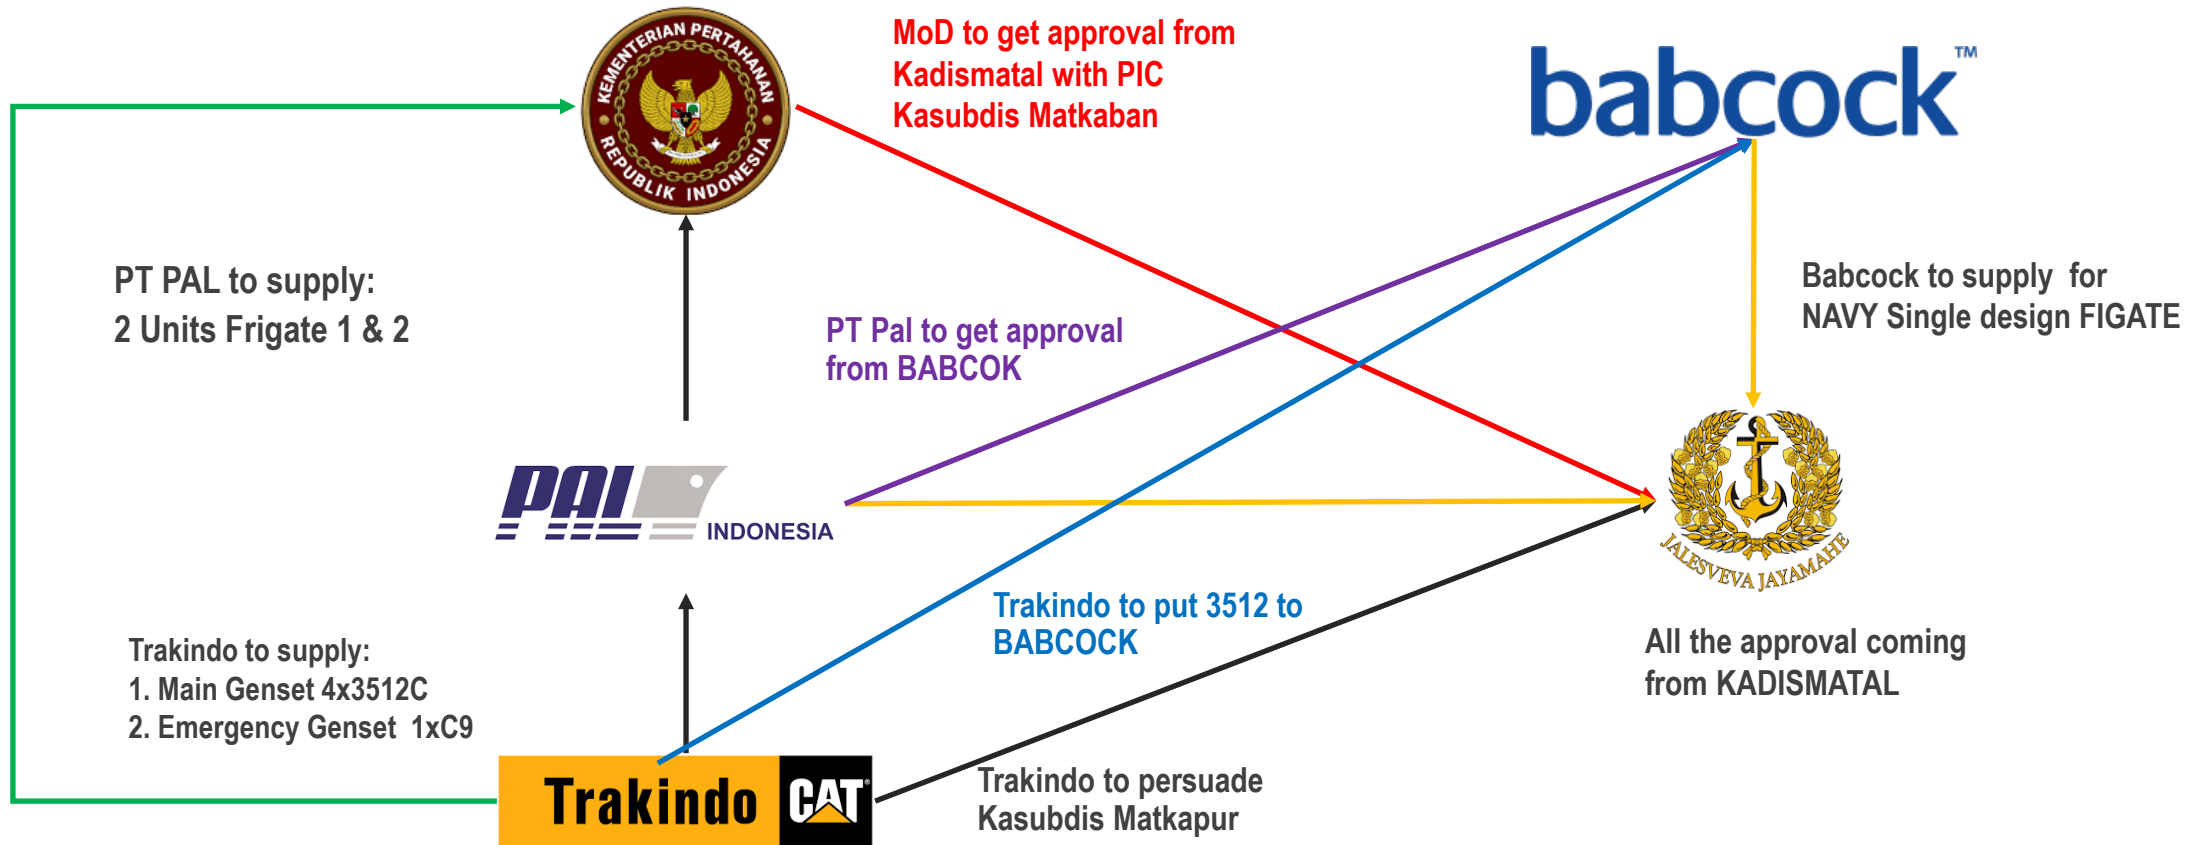 KEMENTERIAN PERTAHANAN
REPUBLIK INDONESIA
MoD to get approval from
Kadismatal with PIC
Kasubdis Matkaban
babcock™
PT PAL to supply:
2 Units Frigate 1 & 2
Babcock to supply for
NAVY Single design FIGATE
PT Pal to get approval
from BABCOK
PAL
INDONESIA
JALESVEVA JAYAMAHE
Trakindo to put 3512 to
BABCOCK
Trakindo to supply:
1. Main Genset 4x3512C
2. Emergency Genset 1xC9
All the approval coming
from KADISMATAL
Trakindo CAT®
Trakindo to persuade
Kasubdis Matkapur